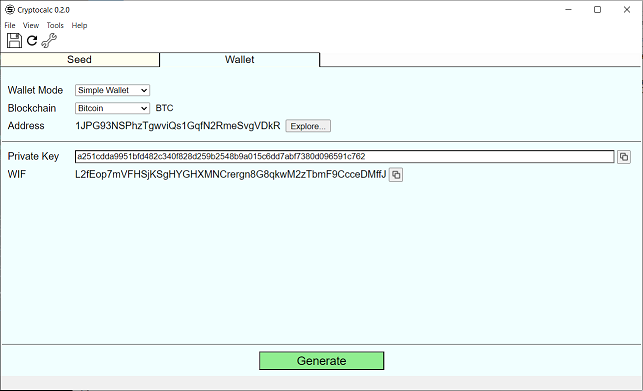 Cryptocalc 0.2.0
File View Tools Help
Seed Wallet
Wallet Mode Simple Wallet
Blockchain Bitcoin BTC
Address 1JPG93NSPhzTgwviQs1GqfN2RmeSvgVDkR Explore...
Private Key a251cdda9951bfd482c340f828d259b2548b9a015c6dd7abf7380d096591c762
WIF L2fEop7mVFHSjKSgHYGHXMNCrergn8G8qkwM2zTbmF9CcceDMffJ
Generate